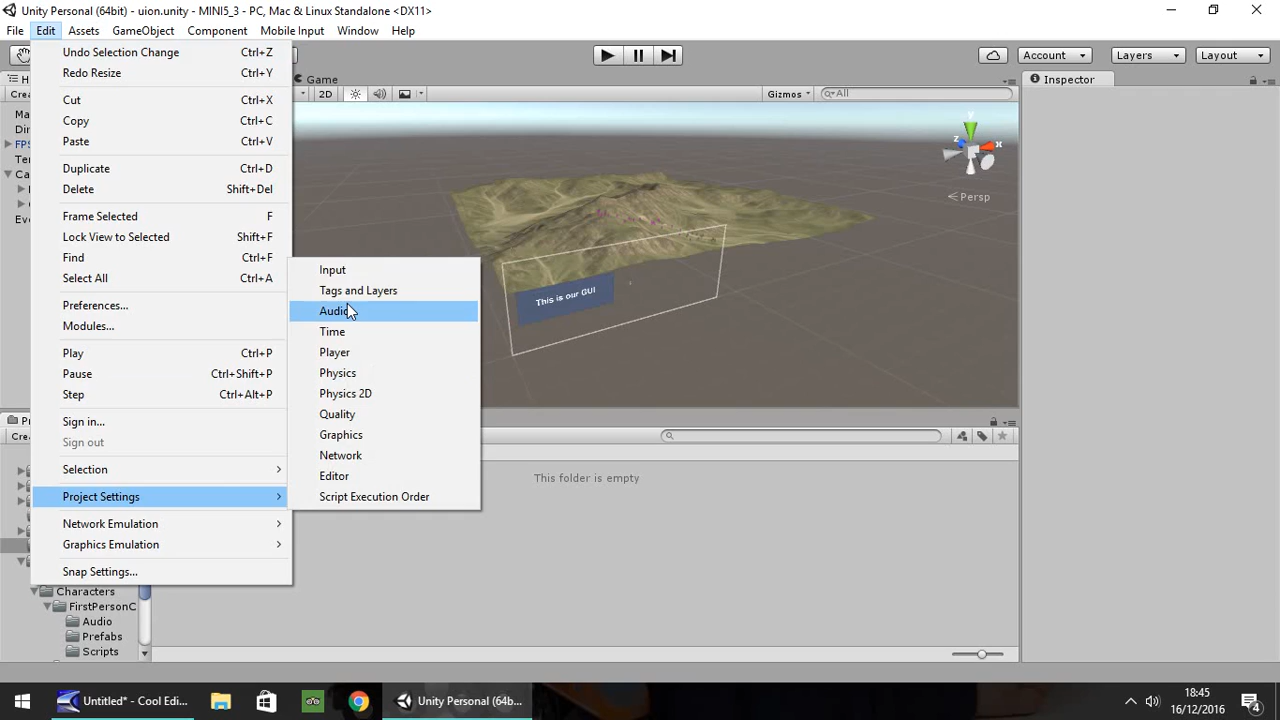 Unity Personal (64bit) - uion.unity - MINI5_3 - PC, Mac & Linux Standalone <DX11>
File Edit Assets GameObject Component Mobile Input Window Help
Undo Selection Change Ctrl+Z
Redo Resize Ctrl+Y
Cut Ctrl+X
Copy Ctrl+C
Paste Ctrl+V
Duplicate Ctrl+D
Delete Shift+Del
Frame Selected F
Lock View to Selected Shift+F
Find Ctrl+F
Select All Ctrl+A
Preferences...
Modules...
Play Ctrl+P
Pause Ctrl+Shift+P
Step Ctrl+Alt+P
Sign in...
Sign out
Selection
Project Settings
Network Emulation
Graphics Emulation
Snap Settings...
Input
Tags and Layers
Audio
Time
Player
Physics
Physics 2D
Quality
Graphics
Network
Editor
Script Execution Order
Account Layers Layout
Game
2D Gizmos All
Inspector
y
z
x
Persp
This is our GUI
This folder is empty
Characters
FirstPersonC
Audio
Prefabs
Scripts
Untitled* - Cool Edi... Unity Personal (64b...
18:45
16/12/2016
4